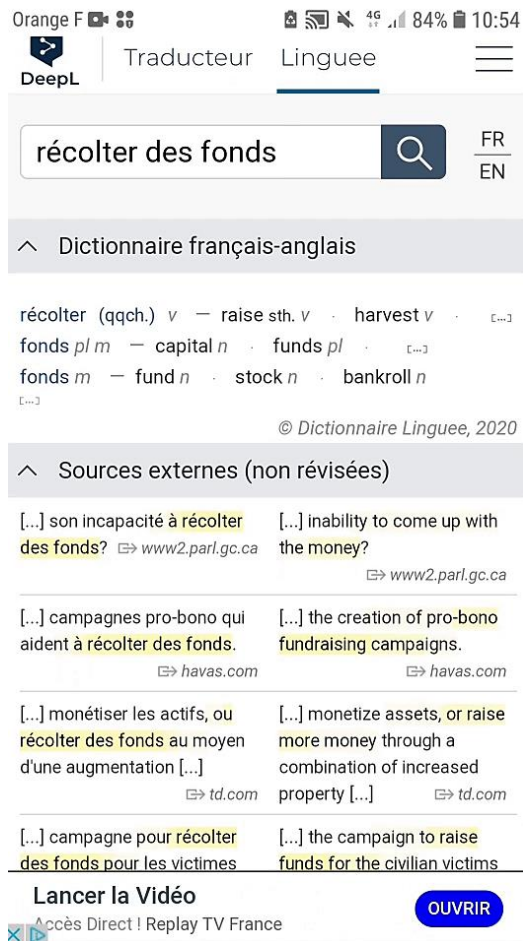 Orange F 4G 84% 10:54
DeepL Traducteur Linguee
récolter des fonds FR
EN
Dictionnaire français-anglais
récolter (qqch.) v — raise sth. v · harvest v · [...]
fonds pl m — capital n · funds pl · [...]
fonds m — fund n · stock n · bankroll n
[...]
© Dictionnaire Linguee, 2020
Sources externes (non révisées)
[...] son incapacité à récolter
des fonds? www2.parl.gc.ca
[...] inability to come up with
the money?
www2.parl.gc.ca
[...] campagnes pro-bono qui
aident à récolter des fonds.
havas.com
[...] the creation of pro-bono
fundraising campaigns.
havas.com
[...] monétiser les actifs, ou
récolter des fonds au moyen
d'une augmentation [...]
td.com
[...] monetize assets, or raise
more money through a
combination of increased
property [...] td.com
[...] campagne pour récolter
des fonds pour les victimes
[...] the campaign to raise
funds for the civilian victims
Lancer la Vidéo
Accès Direct ! Replay TV France
OUVRIR